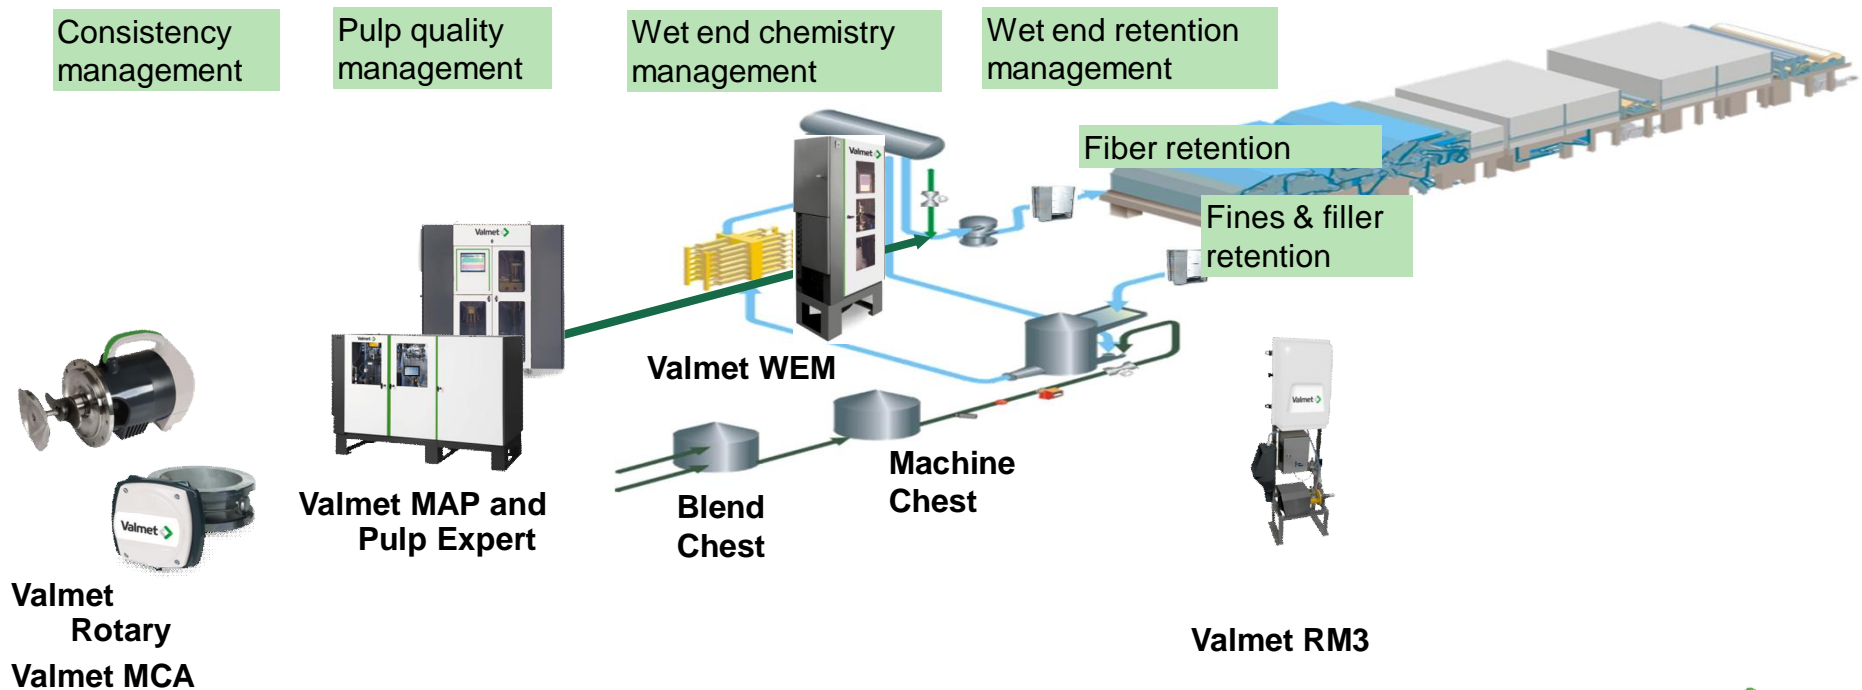 Consistency
management
Pulp quality
management
Wet end chemistry
management
Wet end retention
management
Fiber retention
Fines & filler
retention
Valmet
Valmet
Valmet
Valmet
Valmet
Valmet WEM
Machine
Chest
Blend
Chest
Valmet MAP and
Pulp Expert
Valmet
Rotary
Valmet MCA
Valmet RM3